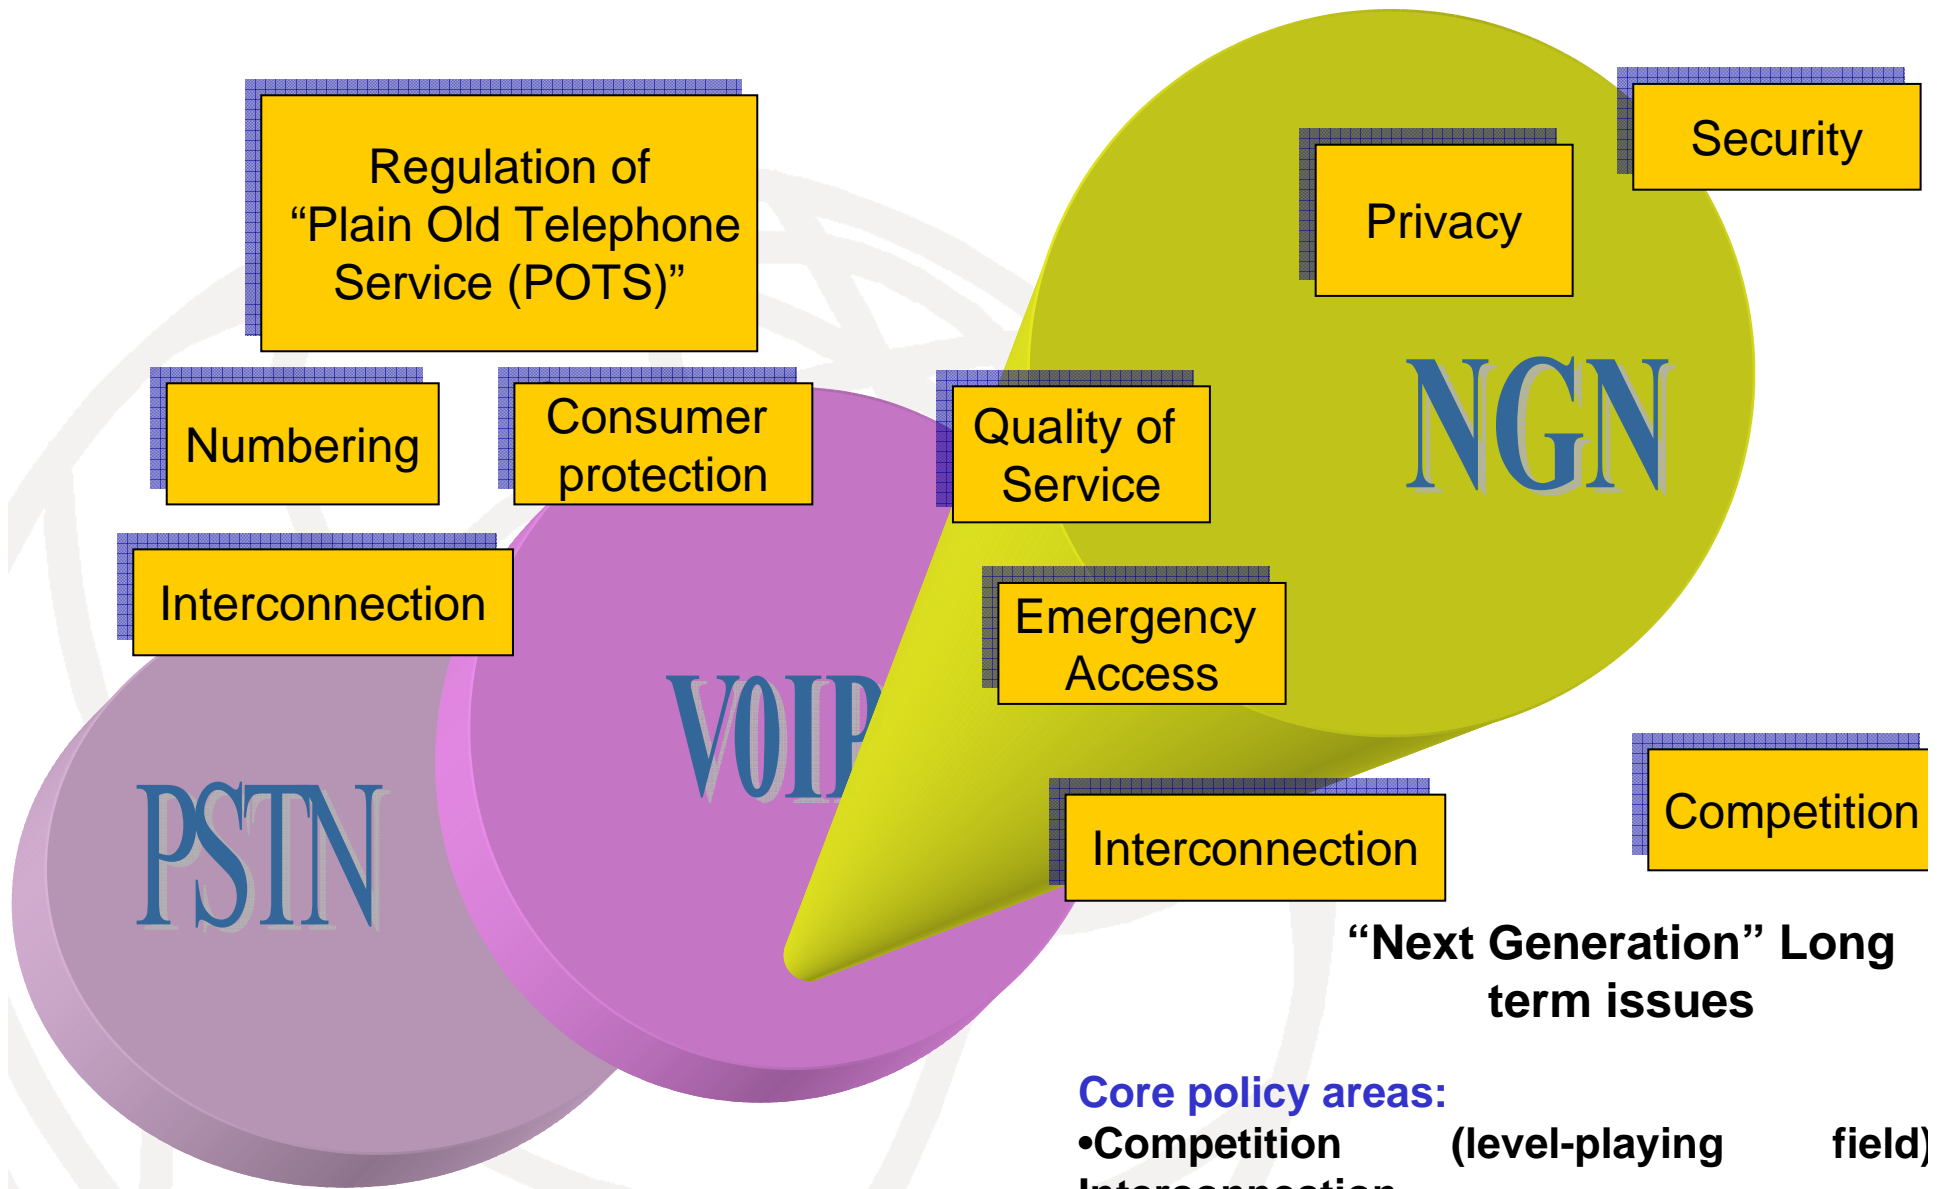 Regulation of
“Plain Old Telephone
Service (POTS)”
Security
Privacy
Numbering
Consumer
protection
Quality of
Service
NGN
Interconnection
Emergency
Access
VOIP
PSTN
Interconnection
Competition
“Next Generation” Long
term issues
Core policy areas:
•Competition (level-playing field)
Interconnection